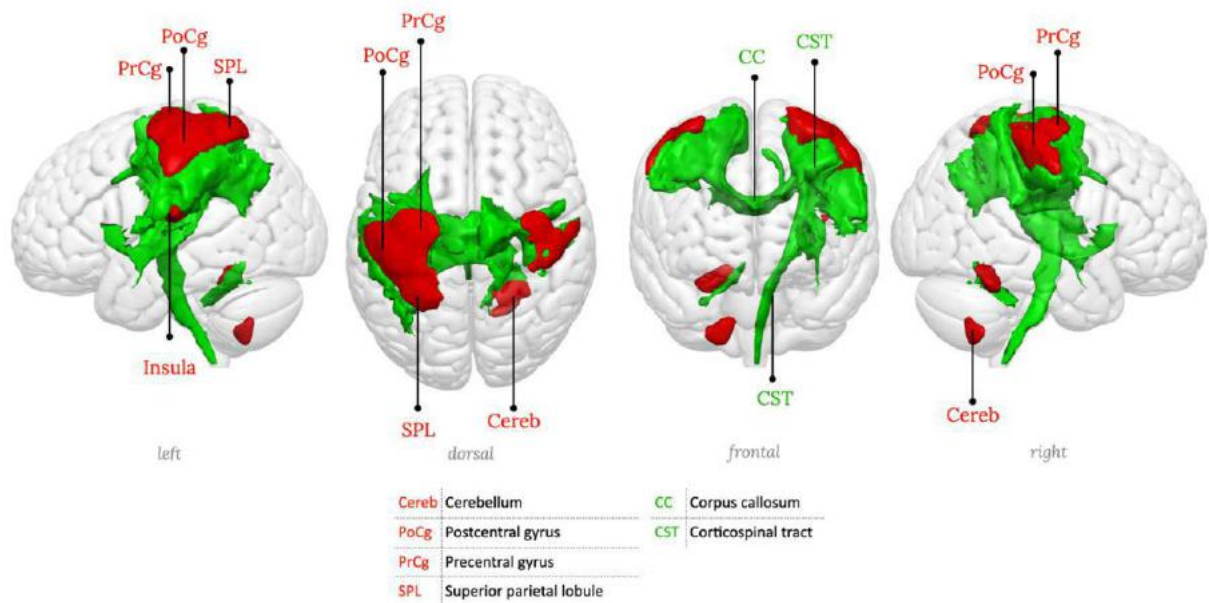 PoCg
PrCg
SPL
Insula
left
PrCg
PoCg
SPL
Cereb
dorsal
CC
CST
CST
frontal
PrCg
PoCg
Cereb
right
Cereb Cerebellum
PoCg Postcentral gyrus
PrCg Precentral gyrus
SPL Superior parietal lobule
CC Corpus callosum
CST Corticospinal tract